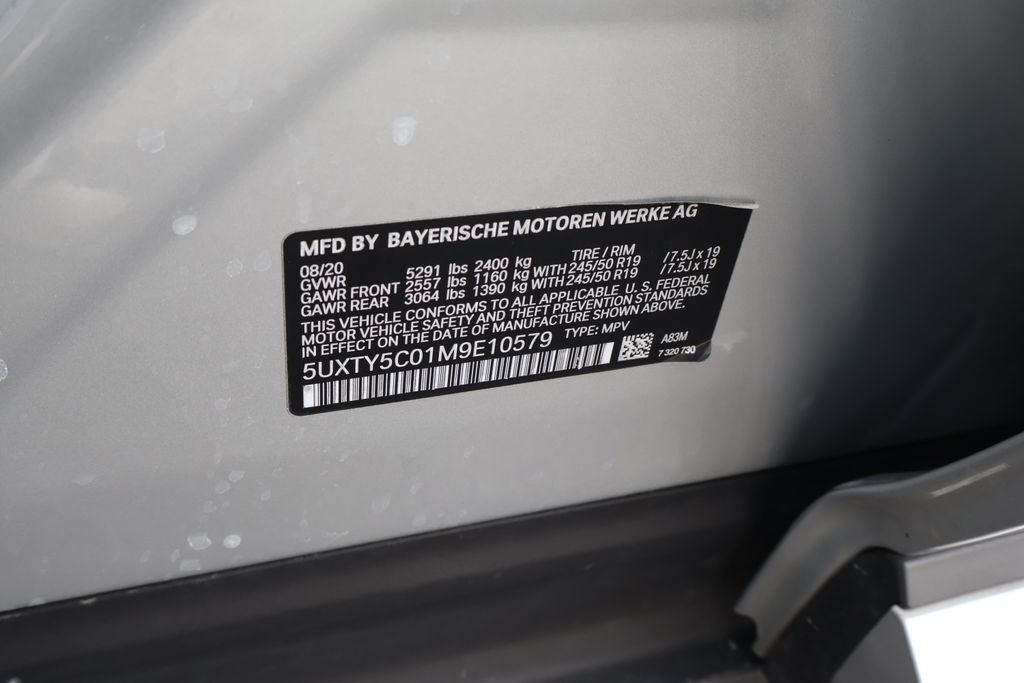 MFD BY BAYERISCHE MOTOREN WERKE AG
08/20 TIRE / RIM
GVWR 5291 lbs 2400 kg
GAWR FRONT 2557 lbs 1160 kg WITH 245/50 R19 / 7.5J x 19
GAWR REAR 3064 lbs 1390 kg WITH 245/50 R19 / 7.5J x 19
THIS VEHICLE CONFORMS TO ALL APPLICABLE U. S. FEDERAL
MOTOR VEHICLE SAFETY AND THEFT PREVENTION STANDARDS
IN EFFECT ON THE DATE OF MANUFACTURE SHOWN ABOVE.
5UXTY5C01M9E10579 TYPE: MPV
A83M
7 320 730